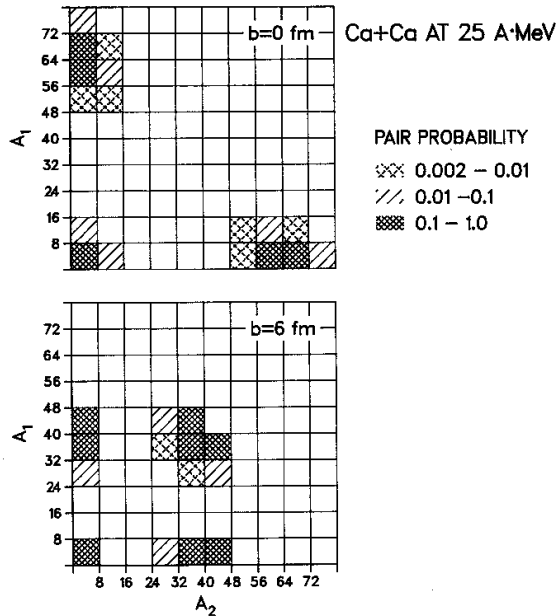 b=0 fm
Ca+Ca AT 25 A·MeV
72
64
56
48
40
32
24
16
8
A1
PAIR PROBABILITY
0.002 – 0.01
0.01 –0.1
0.1 – 1.0
b=6 fm
72
64
56
48
40
32
24
16
8
A1
8 16 24 32 40 48 56 64 72
A2